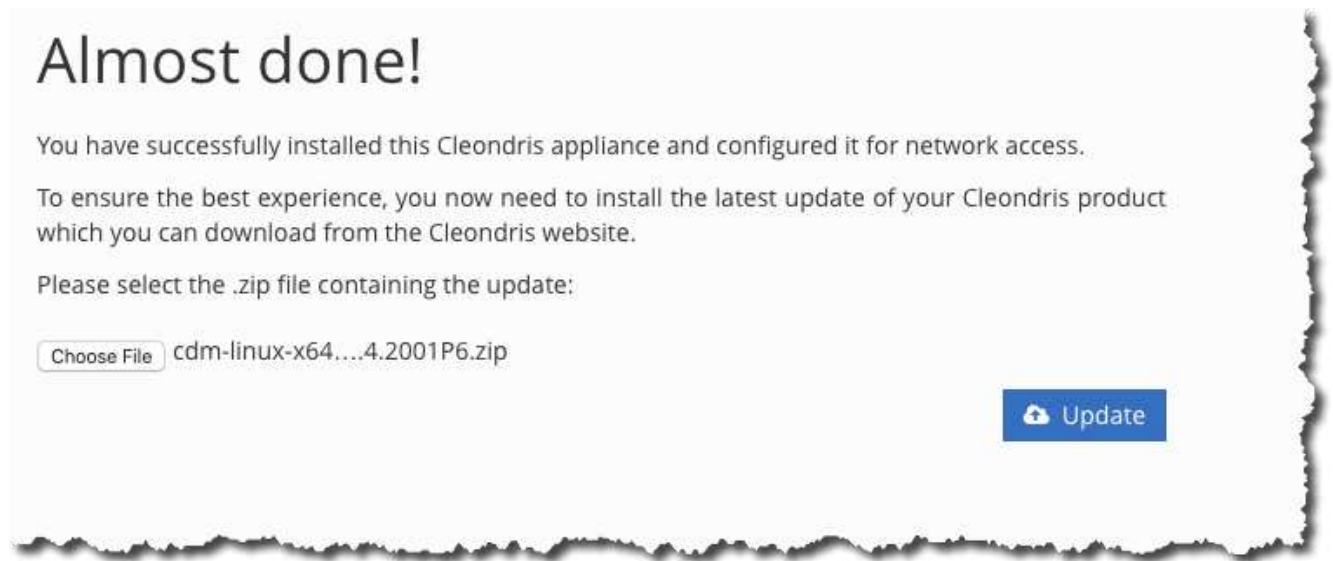 Almost done!
You have successfully installed this Cleondris appliance and configured it for network access.
To ensure the best experience, you now need to install the latest update of your Cleondris product
which you can download from the Cleondris website.
Please select the .zip file containing the update:
Choose File cdm-linux-x64....4.2001P6.zip
Update